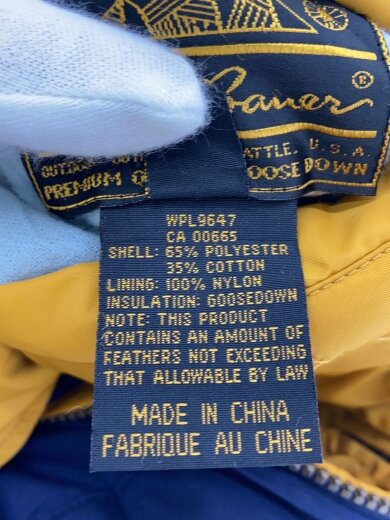 Bauer ®
OUTDOOR OUT
ATTLE, U.S.A.
PREMIUM
GOOSE DOWN
WPL9647
CA 00665
SHELL: 65% POLYESTER
35% COTTON
LINING: 100% NYLON
INSULATION: GOOSEDOWN
NOTE: THIS PRODUCT
CONTAINS AN AMOUNT OF
FEATHERS NOT EXCEEDING
THAT ALLOWABLE BY LAW
MADE IN CHINA
FABRIQUE AU CHINE